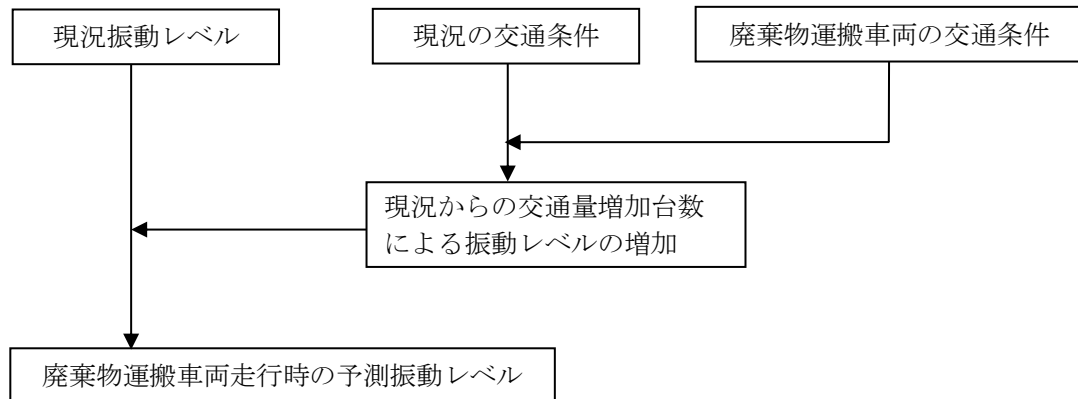 現況振動レベル
現況の交通条件
廃棄物運搬車両の交通条件
現況からの交通量増加台数
による振動レベルの増加
廃棄物運搬車両走行時の予測振動レベル